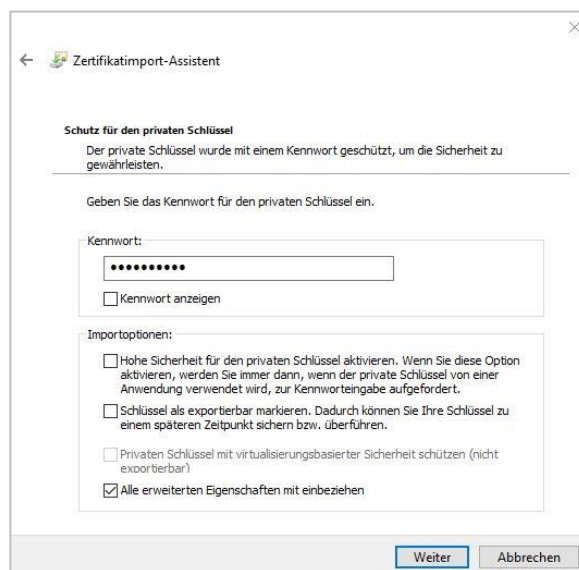 Zertifikatimport-Assistent
Schutz für den privaten Schlüssel
Der private Schlüssel wurde mit einem Kennwort geschützt, um die Sicherheit zu
gewährleisten.
Geben Sie das Kennwort für den privaten Schlüssel ein.
Kennwort:
••••••••••
Kennwort anzeigen
Importoptionen:
Hohe Sicherheit für den privaten Schlüssel aktivieren. Wenn Sie diese Option
aktivieren, werden Sie immer dann, wenn der private Schlüssel von einer
Anwendung verwendet wird, zur Kennworteingabe aufgefordert.
Schlüssel als exportierbar markieren. Dadurch können Sie Ihre Schlüssel zu
einem späteren Zeitpunkt sichern bzw. überführen.
Privaten Schlüssel mit virtualisierungsbasierter Sicherheit schützen (nicht
exportierbar)
Alle erweiterten Eigenschaften mit einbeziehen
Weiter
Abbrechen